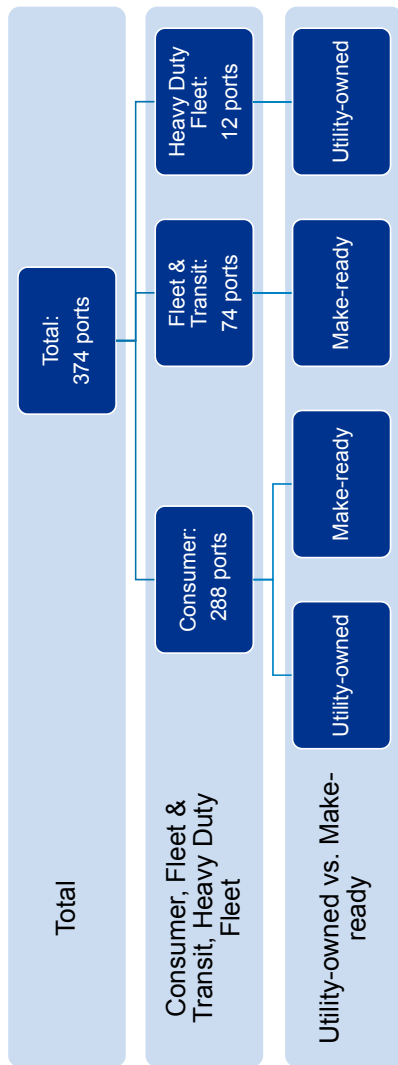 Total
Total:
374 ports
Consumer, Fleet &
Transit, Heavy Duty
Fleet
Consumer:
288 ports
Fleet &
Transit:
74 ports
Heavy Duty
Fleet:
12 ports
Utility-owned vs. Make-
ready
Utility-owned
Make-ready
Make-ready
Utility-owned